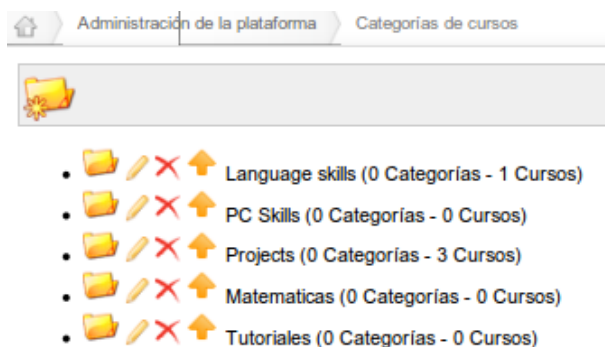 Administración de la plataforma Categorías de cursos
Language skills (0 Categorías - 1 Cursos)
PC Skills (0 Categorías - 0 Cursos)
Projects (0 Categorías - 3 Cursos)
Matematicas (0 Categorías - 0 Cursos)
Tutoriales (0 Categorías - 0 Cursos)